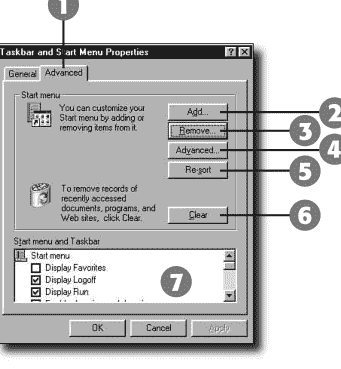 1
Taskbar and Start Menu Properties
General Advanced
Start menu
You can customize your
Start menu by adding or
removing items from it.
Add...
2
Remove...
3
Advanced...
4
Re-sort
5
To remove records of
recently accessed
documents, programs, and
Web sites, click Clear.
Clear
6
Start menu and Taskbar
Start menu
Display Favorites
Display Logoff
Display Run
7
OK Cancel Apply